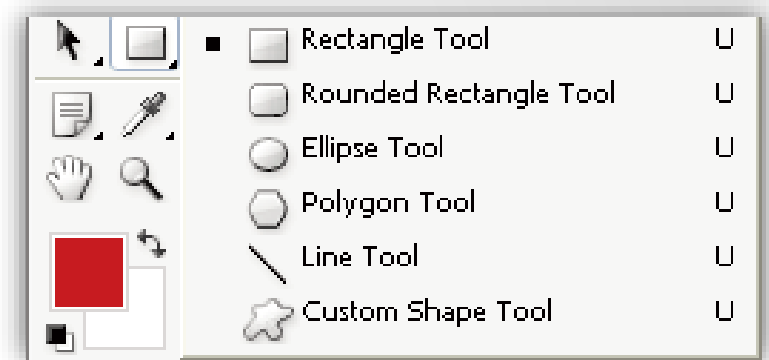 Rectangle Tool U
Rounded Rectangle Tool U
Ellipse Tool U
Polygon Tool U
Line Tool U
Custom Shape Tool U